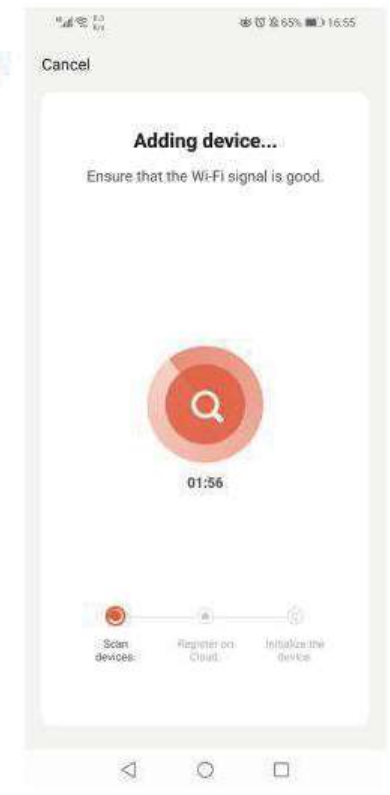 65% 16:55
Cancel
Adding device...
Ensure that the Wi-Fi signal is good.
01:56
Scan
devices.
Register on
Cloud.
Initialize the
device.